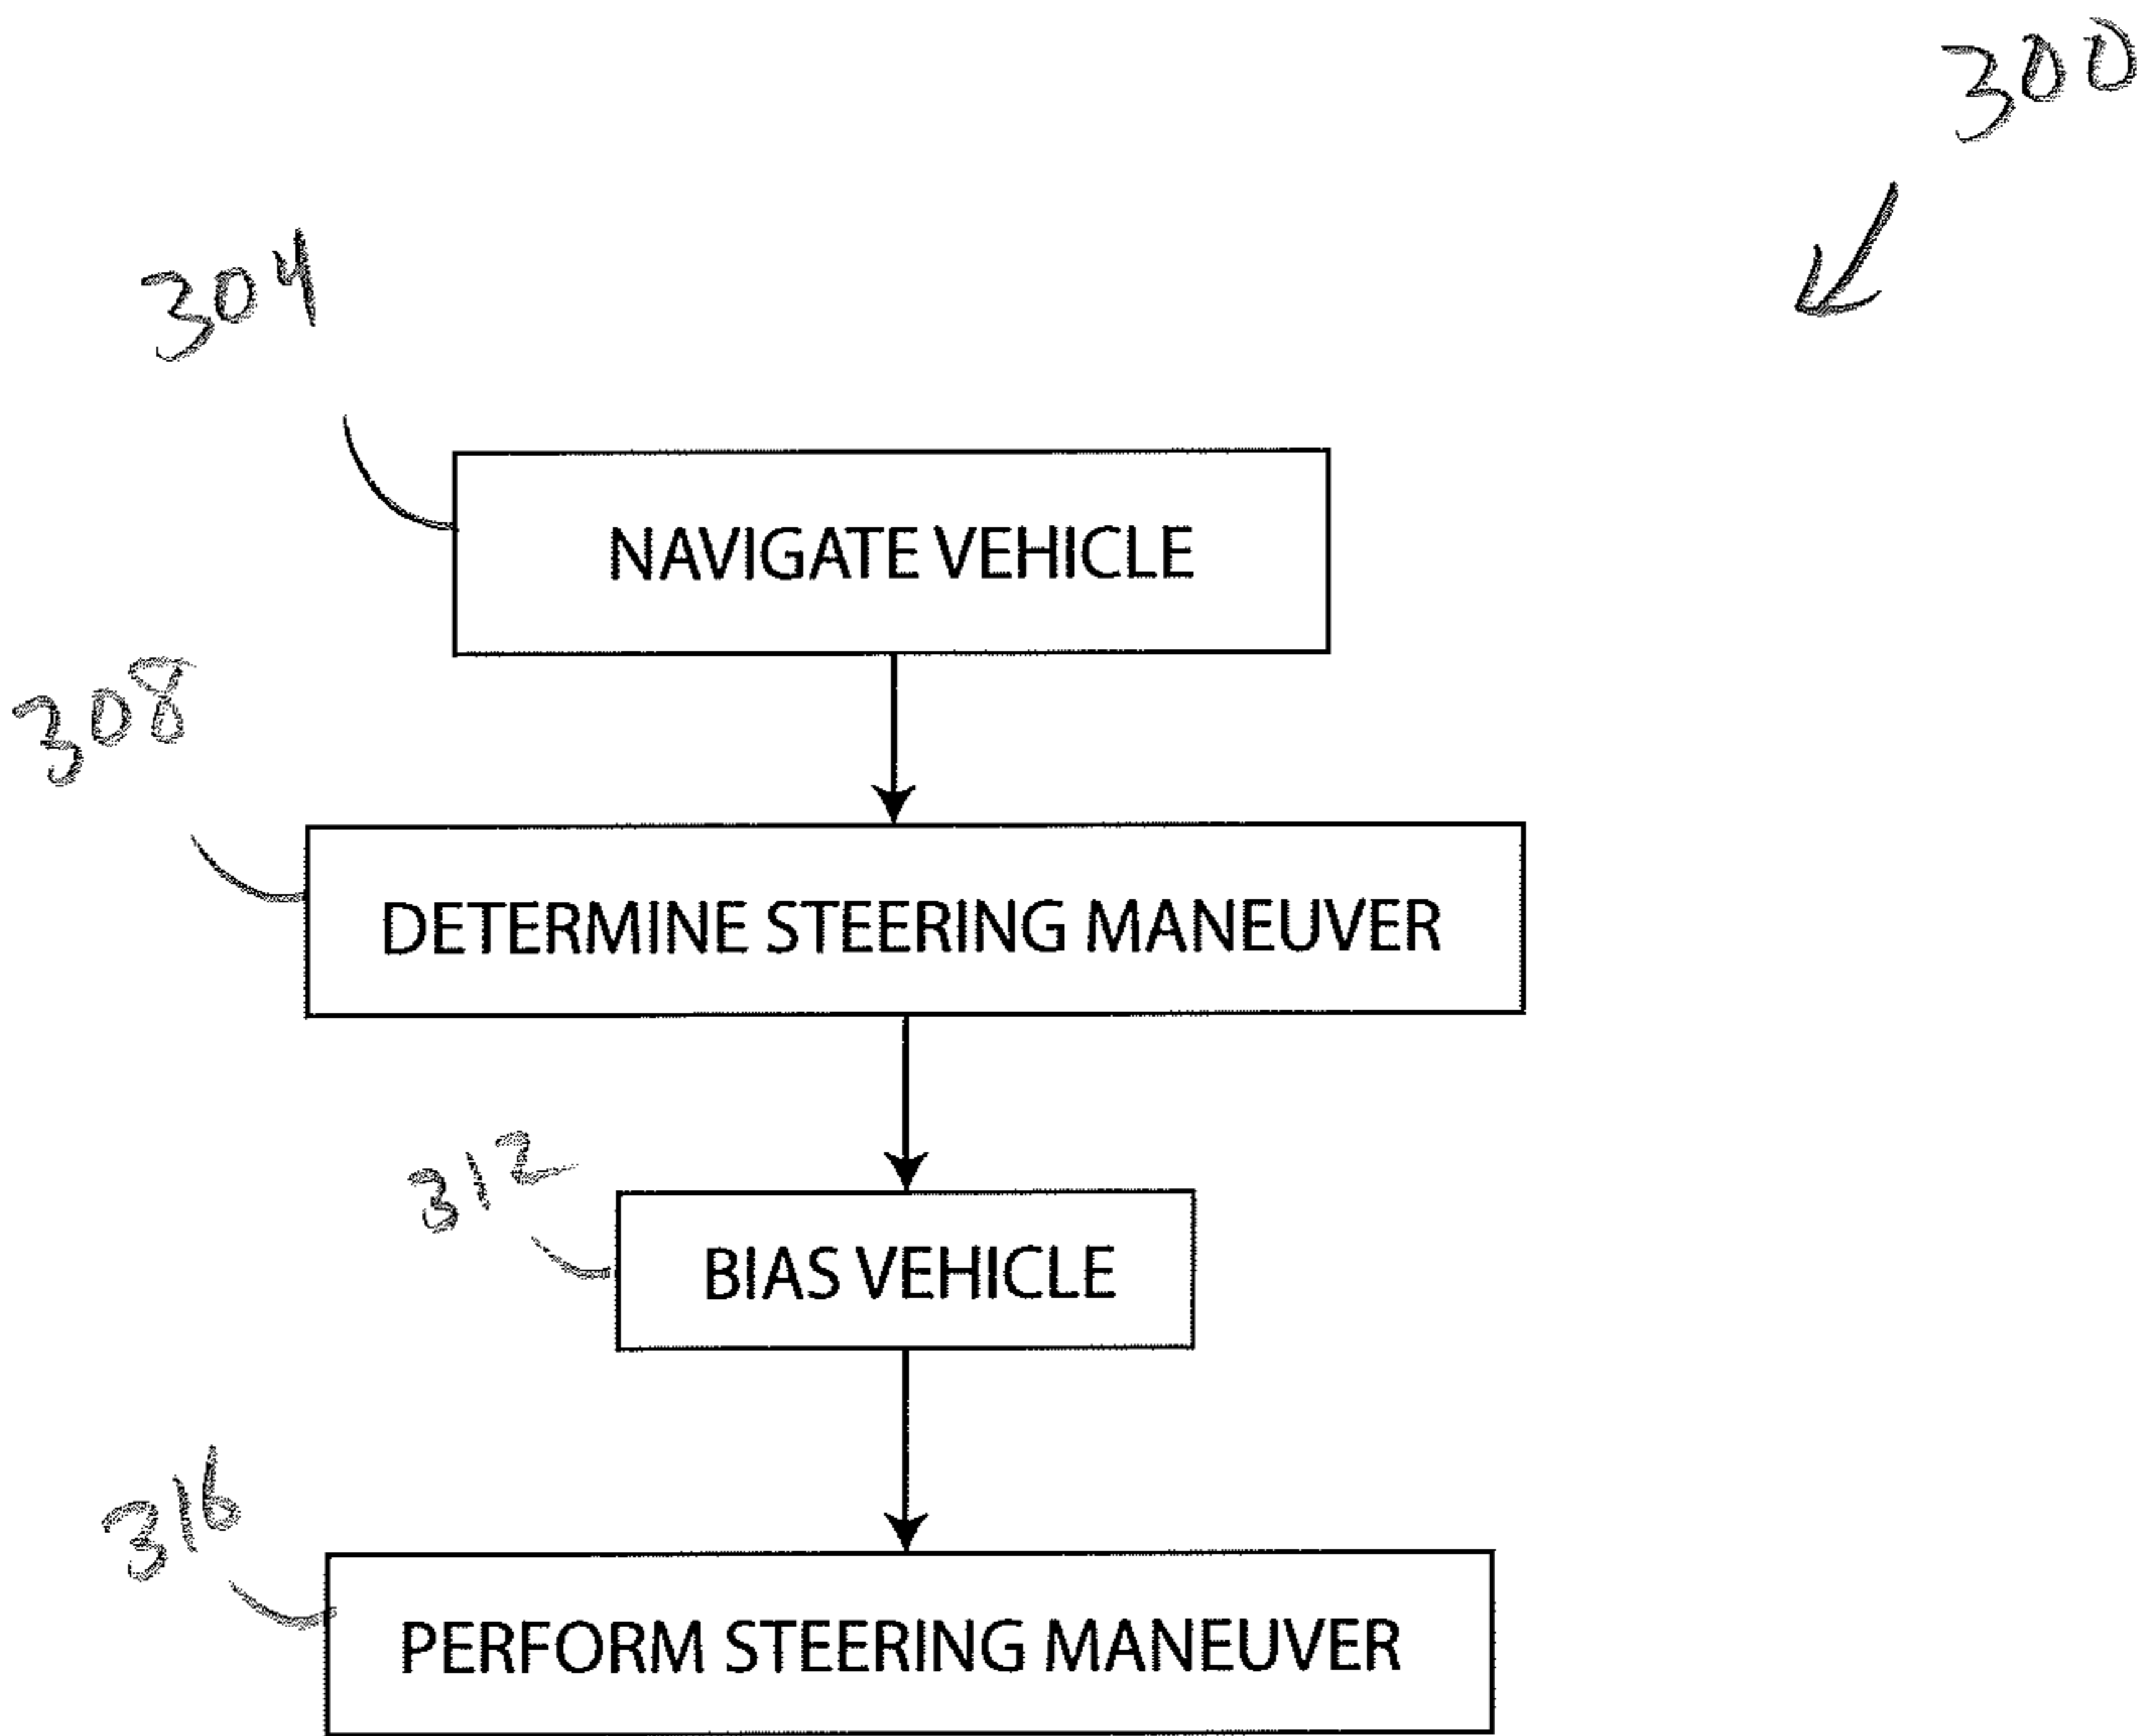 300
304
NAVIGATE VEHICLE
308
DETERMINE STEERING MANEUVER
312
BIAS VEHICLE
316
PERFORM STEERING MANEUVER